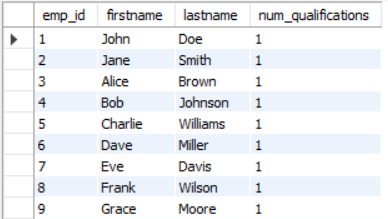 emp_id firstname lastname num_qualifications
1 John Doe 1
2 Jane Smith 1
3 Alice Brown 1
4 Bob Johnson 1
5 Charlie Williams 1
6 Dave Miller 1
7 Eve Davis 1
8 Frank Wilson 1
9 Grace Moore 1